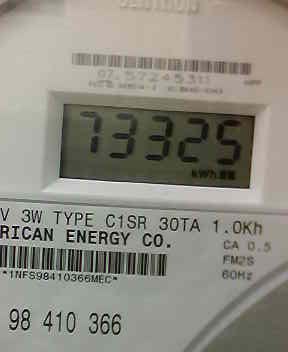 CENTRON
73325
kWh
V 3W TYPE C1SR 30TA 1.0Kh
RICAN ENERGY CO.
CA 0.5
FM2S
60Hz
*1NFS98410366MEC*
98 410 366